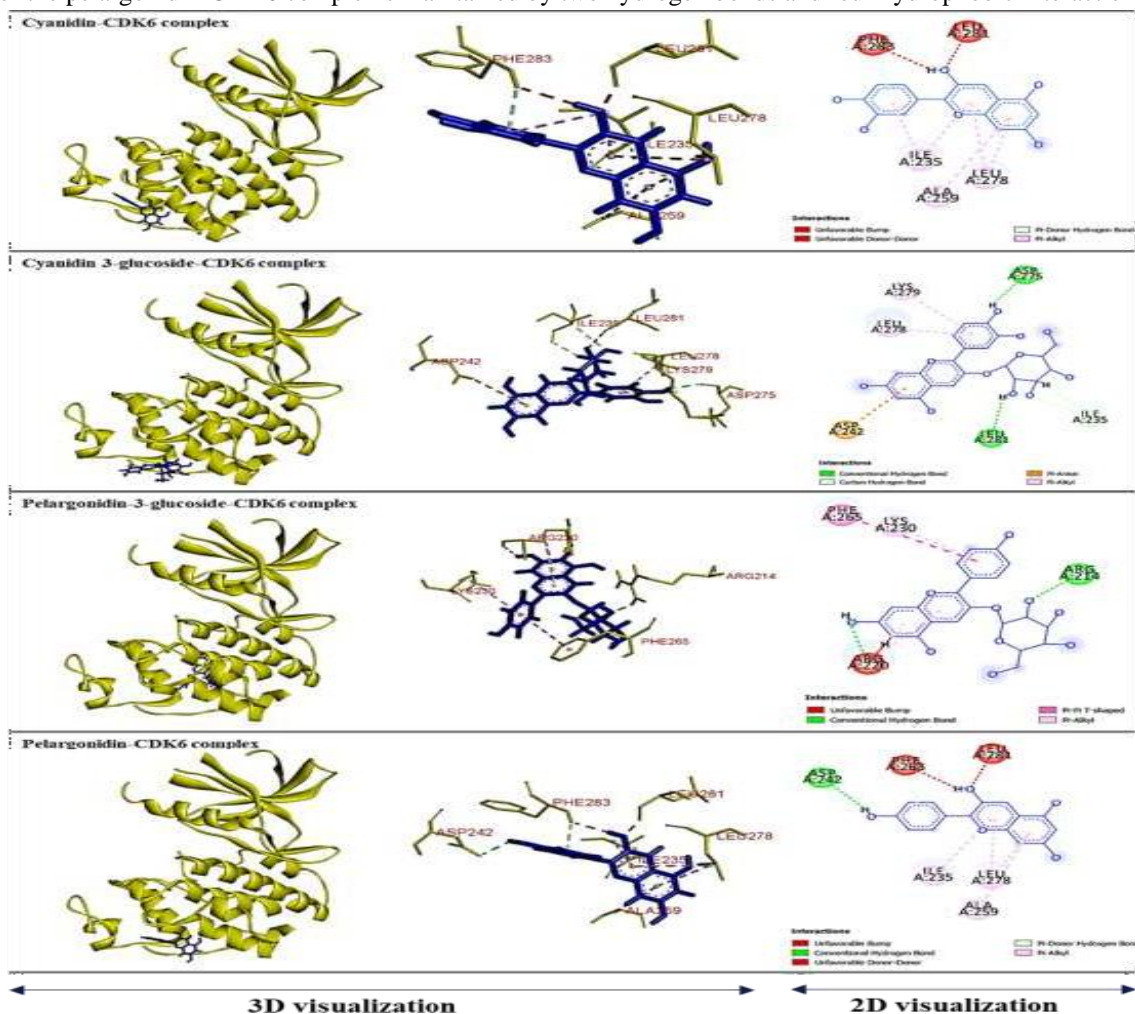 Cyanidin-CDK6 complex
PHE283
LEU281
LEU278
ILE235
ALA259
PHE
A:283
LEU
A:281
ILE
A:235
ALA
A:259
LEU
A:278
Interactions
Unfavorable Bump
Unfavorable Donor-Donor
Pi-Donor Hydrogen Bond
Pi-Alkyl
Cyanidin 3-glucoside-CDK6 complex
ASP242
LEU281
LEU278
LYS279
ASP275
LYS
A:279
LEU
A:278
ASP
A:275
ASP
A:242
LEU
A:281
ILE
A:235
Interactions
Conventional Hydrogen Bond
Carbon Hydrogen Bond
Pi-Anion
Pi-Alkyl
Pelargonidin-3-glucoside-CDK6 complex
ARG214
PHE265
PHE
A:265
LYS
A:230
ARG
A:214
ARG
A:220
Interactions
Unfavorable Bump
Conventional Hydrogen Bond
Pi-Pi T-shaped
Pi-Alkyl
Pelargonidin-CDK6 complex
ASP242
PHE283
LEU281
LEU278
ILE235
ALA259
ASP
A:242
PHE
A:283
LEU
A:281
ILE
A:235
LEU
A:278
ALA
A:259
Interactions
Unfavorable Bump
Conventional Hydrogen Bond
Unfavorable Donor-Donor
Pi-Donor Hydrogen Bond
Pi-Alkyl
3D visualization
2D visualization